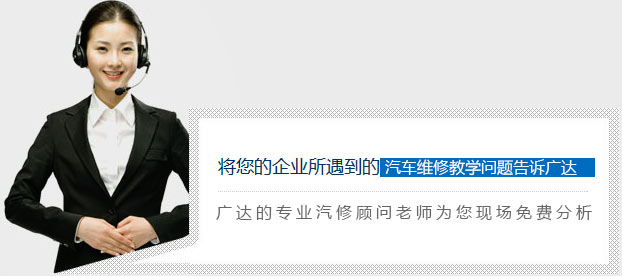 将您的企业所遇到的 汽车维修教学问题告诉广达
广达的专业汽修顾问老师为您现场免费分析